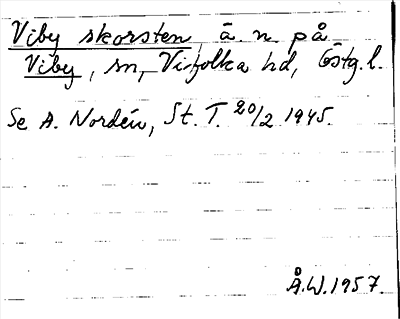 Viby skorsten ä. n. på
Viby, sn, Vifolka hd, Östg. l.
Se A. Nordén, St. T. 20/2 1945.
Å.W. 1957.